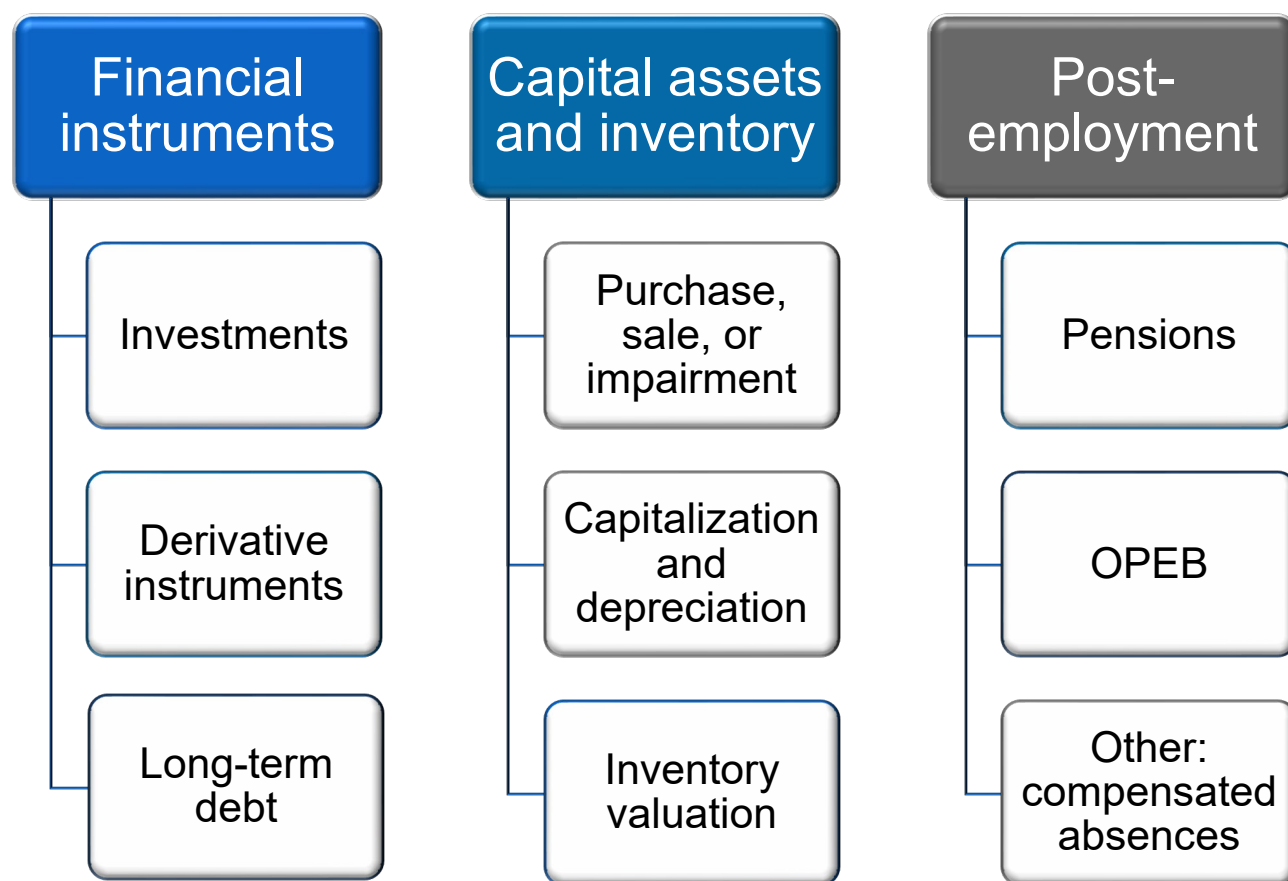 Financial
instruments
Investments
Derivative
instruments
Long-term
debt
Capital assets
and inventory
Purchase,
sale, or
impairment
Capitalization
and
depreciation
Inventory
valuation
Post-
employment
Pensions
OPEB
Other:
compensated
absences